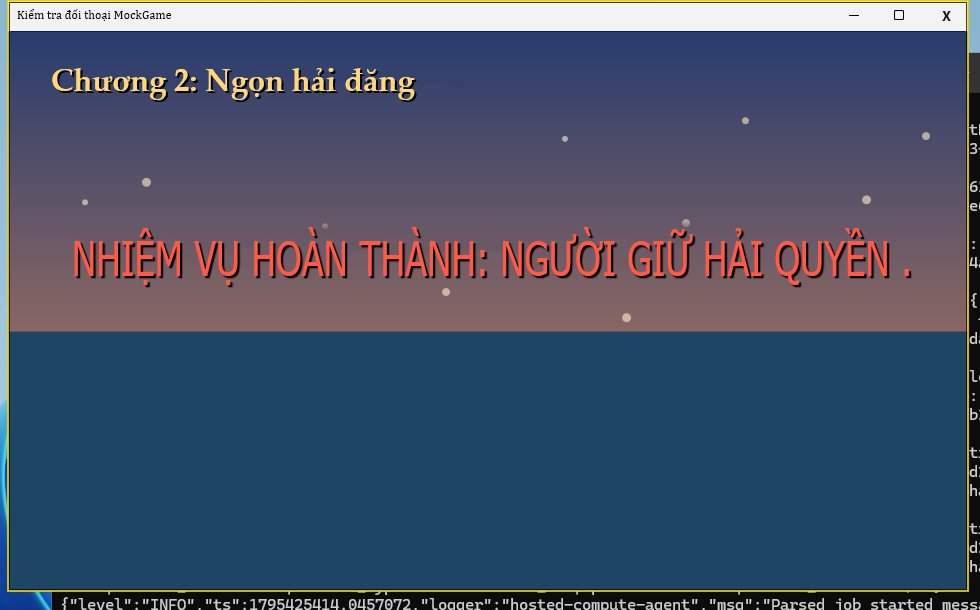 Kiểm tra đối thoại MockGame
Chương 2: Ngọn hải đăng
NHIỆM VỤ HOÀN THÀNH: NGƯỜI GIỮ HẢI QUYỀN .
{"level":"INFO","ts":1795425414.0457072,"logger":"hosted-compute-agent","msg":"Parsed job started mes